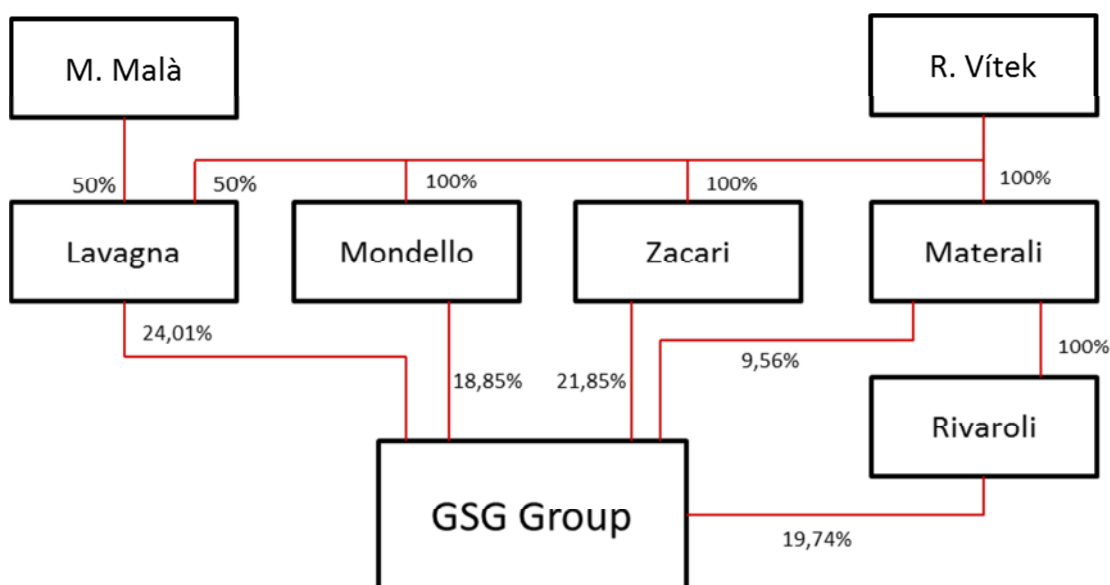 M. Malà
R. Vítek
50%
50%
100%
100%
100%
Lavagna
Mondello
Zacari
Materali
24,01%
18,85%
21,85%
9,56%
100%
Rivaroli
GSG Group
19,74%